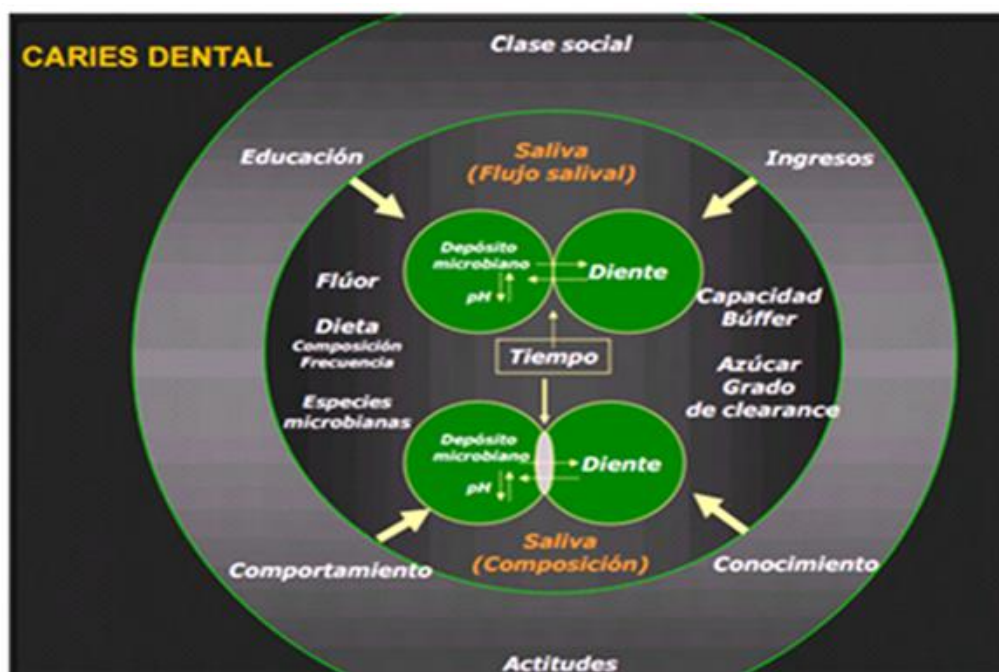 CARIES DENTAL
Clase social
Educación
Ingresos
Saliva
(Flujo salival)
Depósito
microbiano
pH
Diente
Flúor
Dieta
Composición
Frecuencia
Especies
microbianas
Capacidad
Búffer
Azúcar
Grado
de clearance
Tiempo
Depósito
microbiano
pH
Diente
Saliva
(Composición)
Comportamiento
Conocimiento
Actitudes